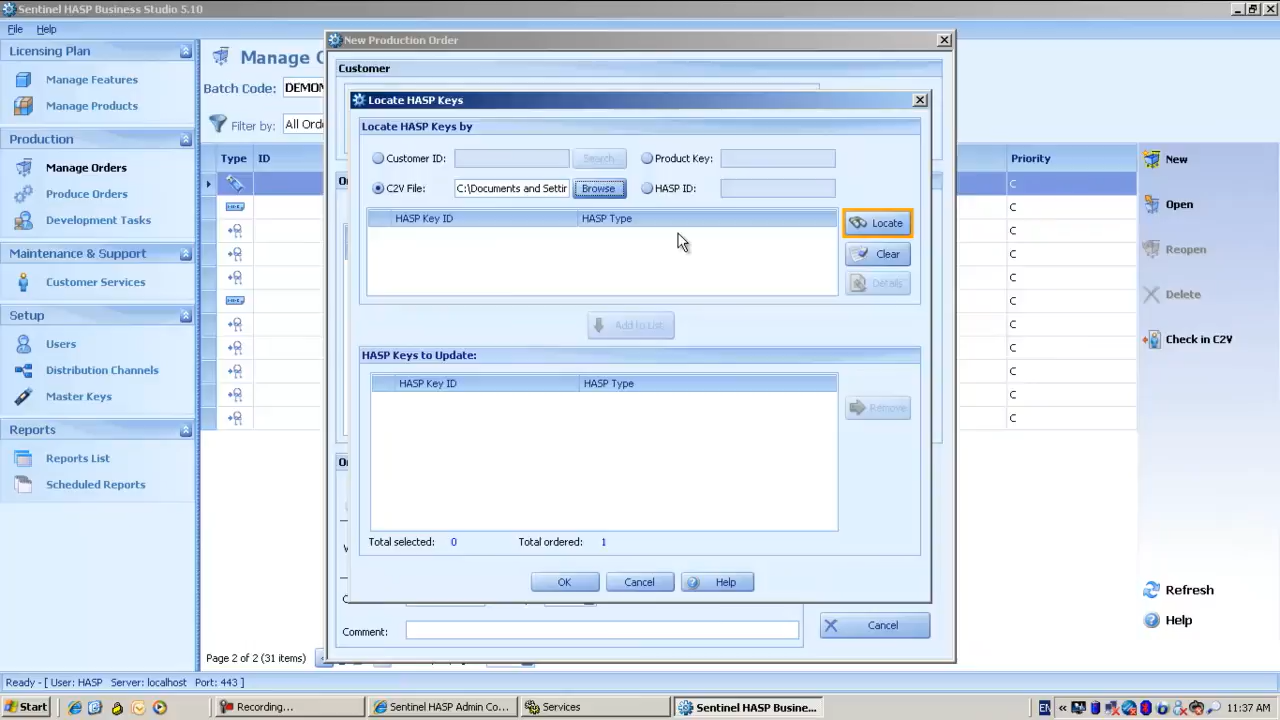 Sentinel HASP Business Studio 5.10
File Help
Licensing Plan
Manage Features
Manage Products
Production
Manage Orders
Produce Orders
Development Tasks
Maintenance & Support
Customer Services
Setup
Users
Distribution Channels
Master Keys
Reports
Reports List
Scheduled Reports
Manage O
Batch Code: DEMOM
Filter by: All Ord
Type ID
Priority
C
C
C
C
C
C
C
C
C
C
C
Page 2 of 2 (31 items)
New
Open
Reopen
Delete
Check in C2V
Refresh
Help
New Production Order
Customer
Comment:
Cancel
Locate HASP Keys
Locate HASP Keys by
Customer ID: Search Product Key:
C2V File: C:\Documents and Settir Browse HASP ID:
HASP Key ID HASP Type
Locate
Clear
Details
Add to List
HASP Keys to Update:
HASP Key ID HASP Type
Remove
Total selected: 0 Total ordered: 1
OK Cancel Help
Ready - [ User: HASP Server: localhost Port: 443 ]
Start Recording... Sentinel HASP Admin Co... Services Sentinel HASP Busine... EN 11:37 AM